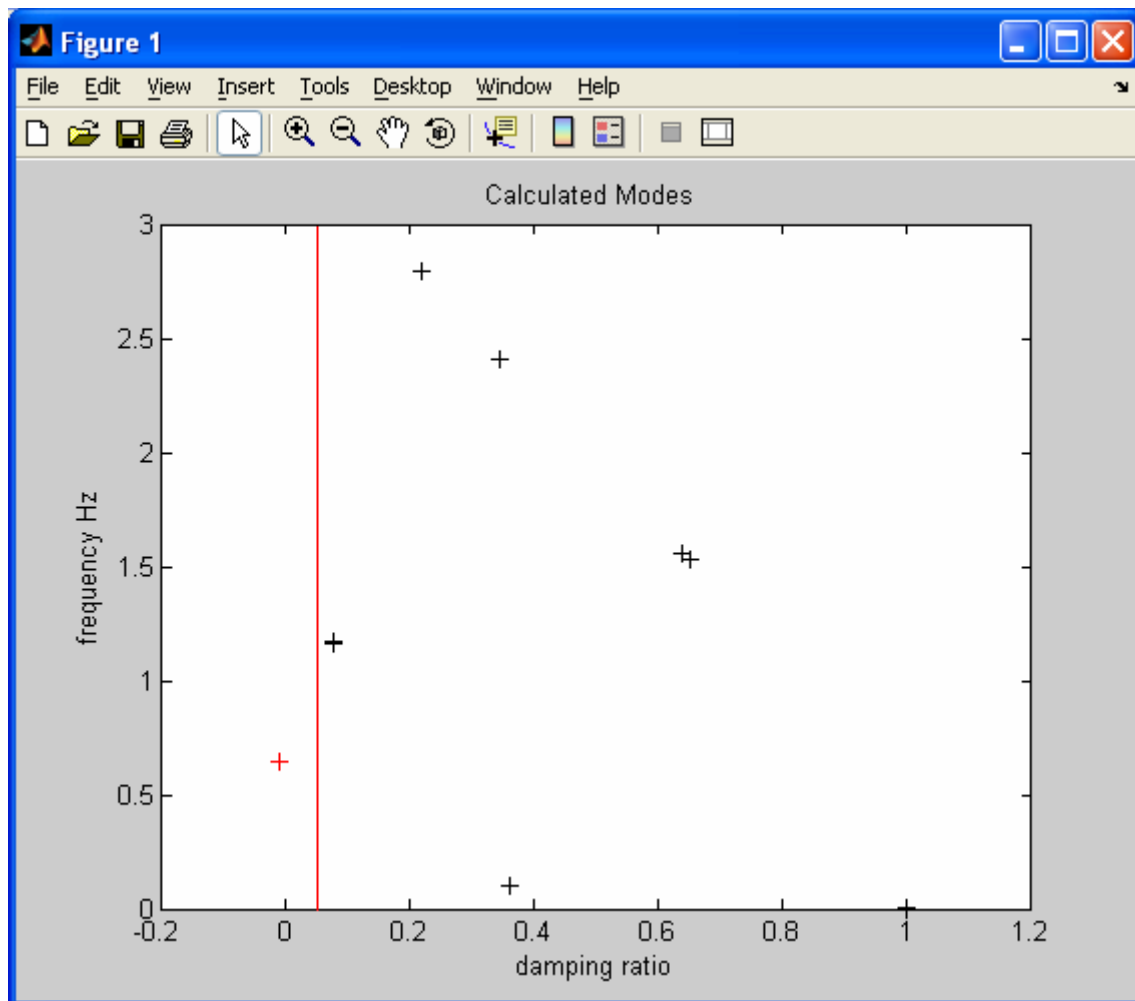 Figure 1
File Edit View Insert Tools Desktop Window Help
Calculated Modes
3
2.5
2
1.5
1
0.5
0
frequency Hz
-0.2 0 0.2 0.4 0.6 0.8 1 1.2
damping ratio